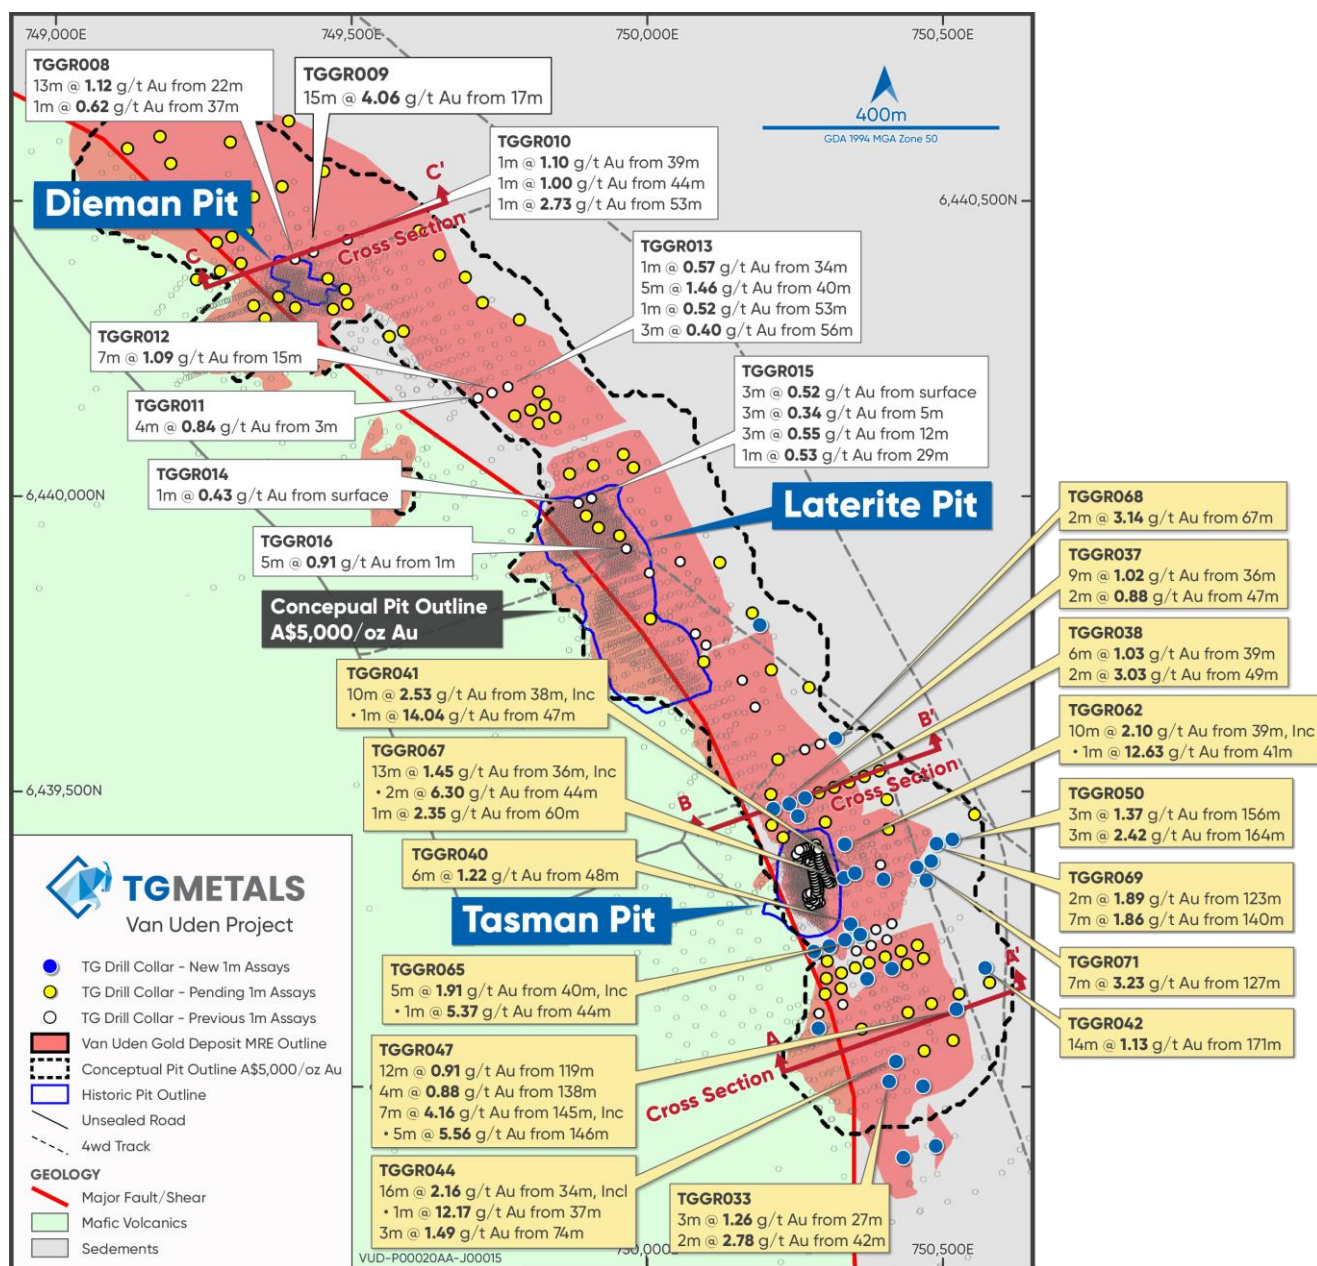 749,000E
749,500E
750,000E
750,500E
TGGR008
13m @ 1.12 g/t Au from 22m
1m @ 0.62 g/t Au from 37m
TGGR009
15m @ 4.06 g/t Au from 17m
400m
GDA 1994 MGA Zone 50
TGGR010
1m @ 1.10 g/t Au from 39m
1m @ 1.00 g/t Au from 44m
1m @ 2.73 g/t Au from 53m
C'
6,440,500N
Dieman Pit
Cross Section
C
TGGR013
1m @ 0.57 g/t Au from 34m
5m @ 1.46 g/t Au from 40m
1m @ 0.52 g/t Au from 53m
3m @ 0.40 g/t Au from 56m
TGGR012
7m @ 1.09 g/t Au from 15m
TGGR015
3m @ 0.52 g/t Au from surface
3m @ 0.34 g/t Au from 5m
3m @ 0.55 g/t Au from 12m
1m @ 0.53 g/t Au from 29m
TGGR011
4m @ 0.84 g/t Au from 3m
TGGR014
1m @ 0.43 g/t Au from surface
6,440,000N
Laterite Pit
TGGR016
5m @ 0.91 g/t Au from 1m
TGGR068
2m @ 3.14 g/t Au from 67m
TGGR037
9m @ 1.02 g/t Au from 36m
2m @ 0.88 g/t Au from 47m
Concepual Pit Outline
A$5,000/oz Au
TGGR038
6m @ 1.03 g/t Au from 39m
2m @ 3.03 g/t Au from 49m
TGGR041
10m @ 2.53 g/t Au from 38m, Inc
• 1m @ 14.04 g/t Au from 47m
TGGR062
10m @ 2.10 g/t Au from 39m, Inc
• 1m @ 12.63 g/t Au from 41m
B'
TGGR067
13m @ 1.45 g/t Au from 36m, Inc
• 2m @ 6.30 g/t Au from 44m
1m @ 2.35 g/t Au from 60m
Cross Section
B
6,439,500N
TGGR050
3m @ 1.37 g/t Au from 156m
3m @ 2.42 g/t Au from 164m
TGGR040
6m @ 1.22 g/t Au from 48m
TGGR069
2m @ 1.89 g/t Au from 123m
7m @ 1.86 g/t Au from 140m
Tasman Pit
TGGR071
7m @ 3.23 g/t Au from 127m
A'
TGGR065
5m @ 1.91 g/t Au from 40m, Inc
• 1m @ 5.37 g/t Au from 44m
TGGR042
14m @ 1.13 g/t Au from 171m
A
Cross Section
TGGR047
12m @ 0.91 g/t Au from 119m
4m @ 0.88 g/t Au from 138m
7m @ 4.16 g/t Au from 145m, Inc
• 5m @ 5.56 g/t Au from 146m
TGGR044
16m @ 2.16 g/t Au from 34m, Incl
• 1m @ 12.17 g/t Au from 37m
3m @ 1.49 g/t Au from 74m
TGGR033
3m @ 1.26 g/t Au from 27m
2m @ 2.78 g/t Au from 42m
TGMETALS
Van Uden Project
TG Drill Collar - New 1m Assays
TG Drill Collar - Pending 1m Assays
TG Drill Collar - Previous 1m Assays
Van Uden Gold Deposit MRE Outline
Conceptual Pit Outline A$5,000/oz Au
Historic Pit Outline
Unsealed Road
4wd Track
GEOLOGY
Major Fault/Shear
Mafic Volcanics
Sedements
VUD-P00020AA-J00015
750,000E
750,500E